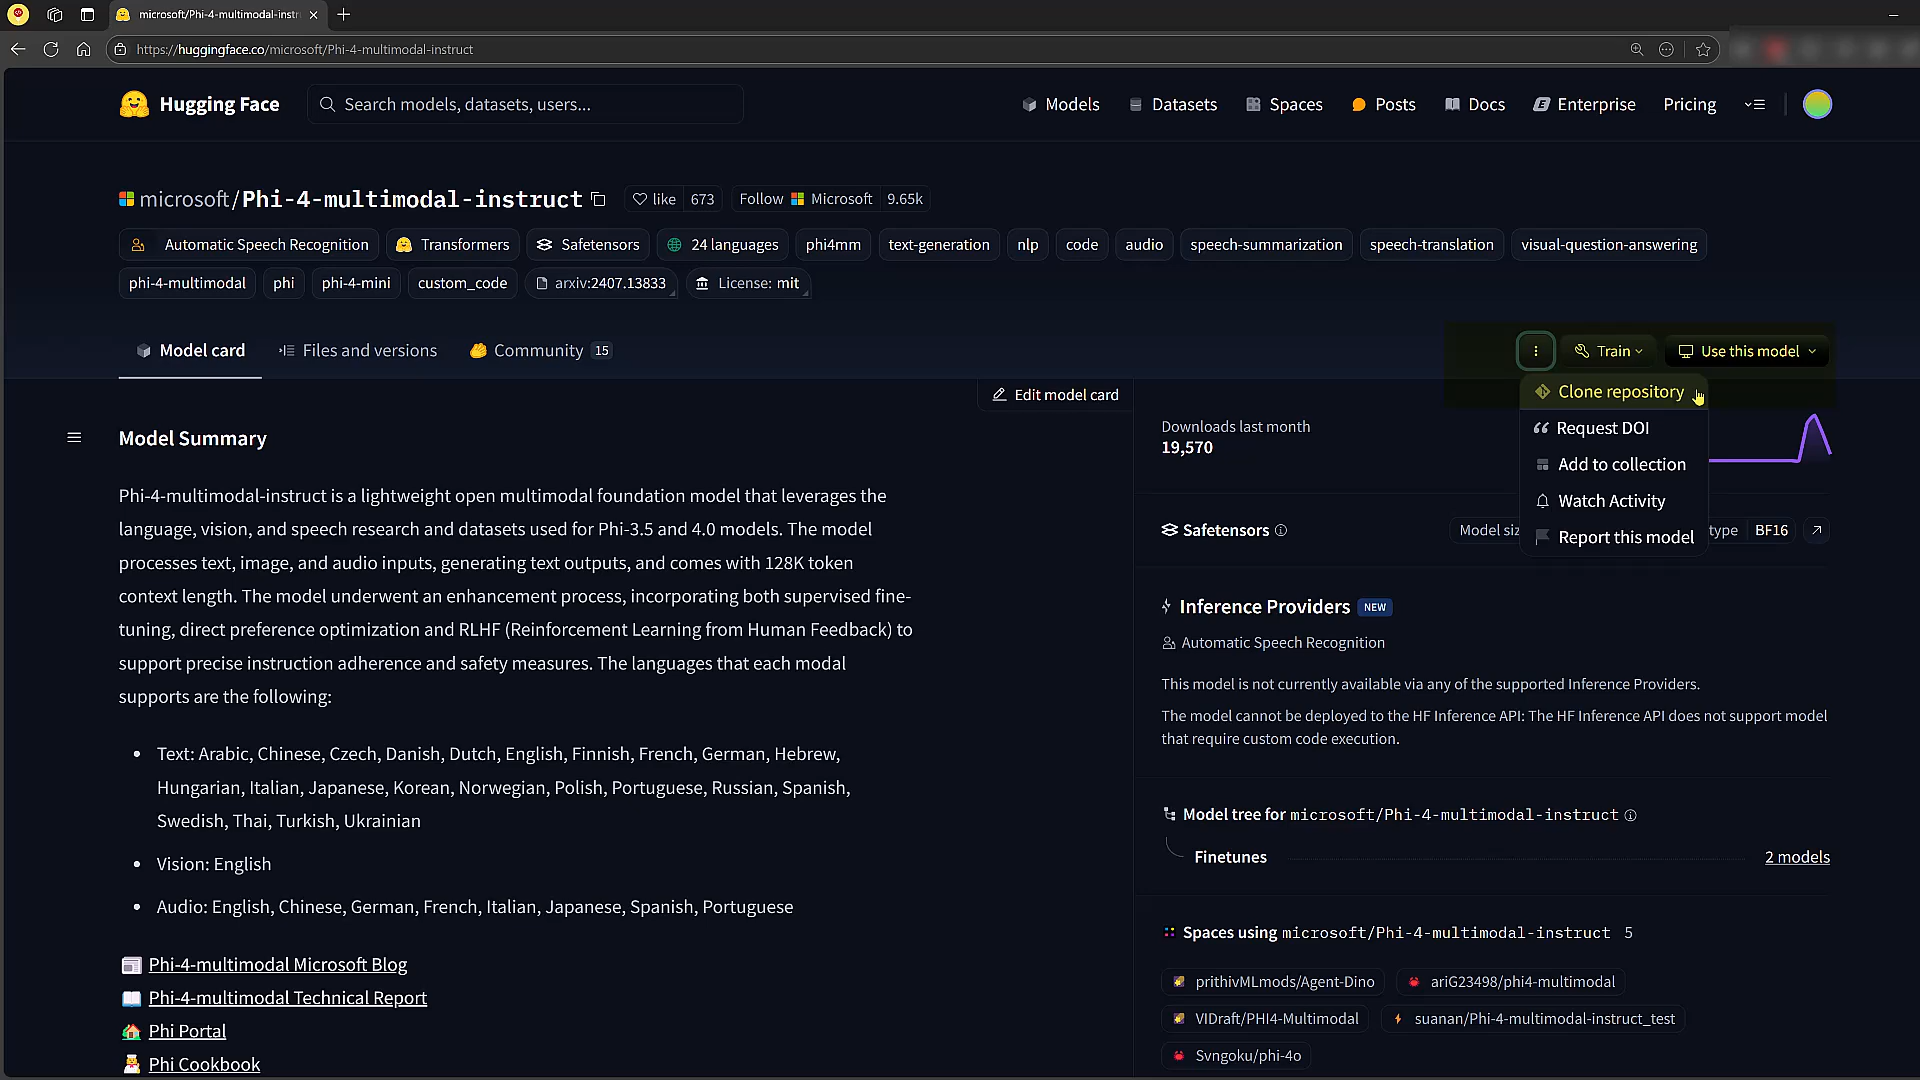 microsoft/Phi-4-multimodal-instr
https://huggingface.co/microsoft/Phi-4-multimodal-instruct
Hugging Face
Search models, datasets, users...
Models
Datasets
Spaces
Posts
Docs
Enterprise
Pricing
microsoft/Phi-4-multimodal-instruct
like 673
Follow Microsoft 9.65k
Automatic Speech Recognition
Transformers
Safetensors
24 languages
phi4mm
text-generation
nlp
code
audio
speech-summarization
speech-translation
visual-question-answering
phi-4-multimodal
phi
phi-4-mini
custom_code
arxiv:2407.13833
License: mit
Model card
Files and versions
Community 15
Train
Use this model
Clone repository
Request DOI
Add to collection
Watch Activity
Report this model
Edit model card
Model Summary
Phi-4-multimodal-instruct is a lightweight open multimodal foundation model that leverages the
language, vision, and speech research and datasets used for Phi-3.5 and 4.0 models. The model
processes text, image, and audio inputs, generating text outputs, and comes with 128K token
context length. The model underwent an enhancement process, incorporating both supervised fine-
tuning, direct preference optimization and RLHF (Reinforcement Learning from Human Feedback) to
support precise instruction adherence and safety measures. The languages that each modal
supports are the following:
• Text: Arabic, Chinese, Czech, Danish, Dutch, English, Finnish, French, German, Hebrew,
Hungarian, Italian, Japanese, Korean, Norwegian, Polish, Portuguese, Russian, Spanish,
Swedish, Thai, Turkish, Ukrainian
• Vision: English
• Audio: English, Chinese, German, French, Italian, Japanese, Spanish, Portuguese
Phi-4-multimodal Microsoft Blog
Phi-4-multimodal Technical Report
Phi Portal
Phi Cookbook
Downloads last month
19,570
Safetensors
Model siz
type
BF16
Inference Providers NEW
Automatic Speech Recognition
This model is not currently available via any of the supported Inference Providers.
The model cannot be deployed to the HF Inference API: The HF Inference API does not support model
that require custom code execution.
Model tree for microsoft/Phi-4-multimodal-instruct
Finetunes
2 models
Spaces using microsoft/Phi-4-multimodal-instruct 5
prithivMLmods/Agent-Dino
ariG23498/phi4-multimodal
VIDraft/PHI4-Multimodal
suanan/Phi-4-multimodal-instruct_test
Svngoku/phi-4o